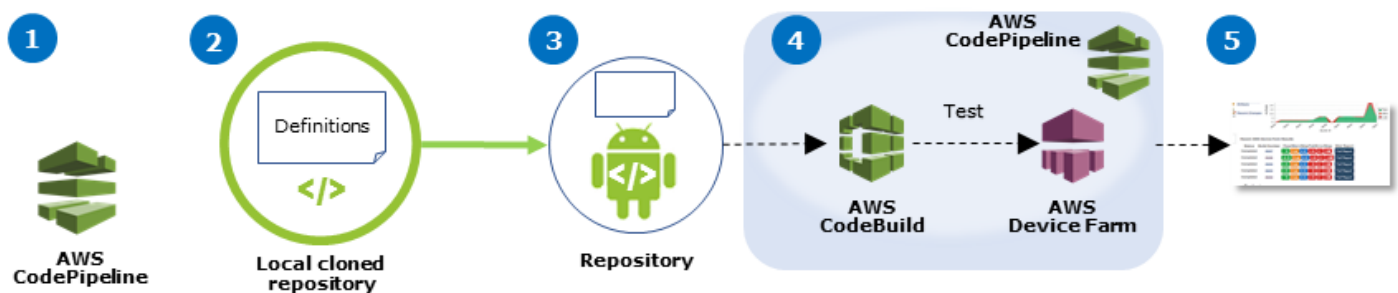 1
AWS
CodePipeline
2
Definitions
</>
Local cloned
repository
3
</>
Repository
4
AWS
CodePipeline
AWS
CodeBuild
Test
AWS
Device Farm
5